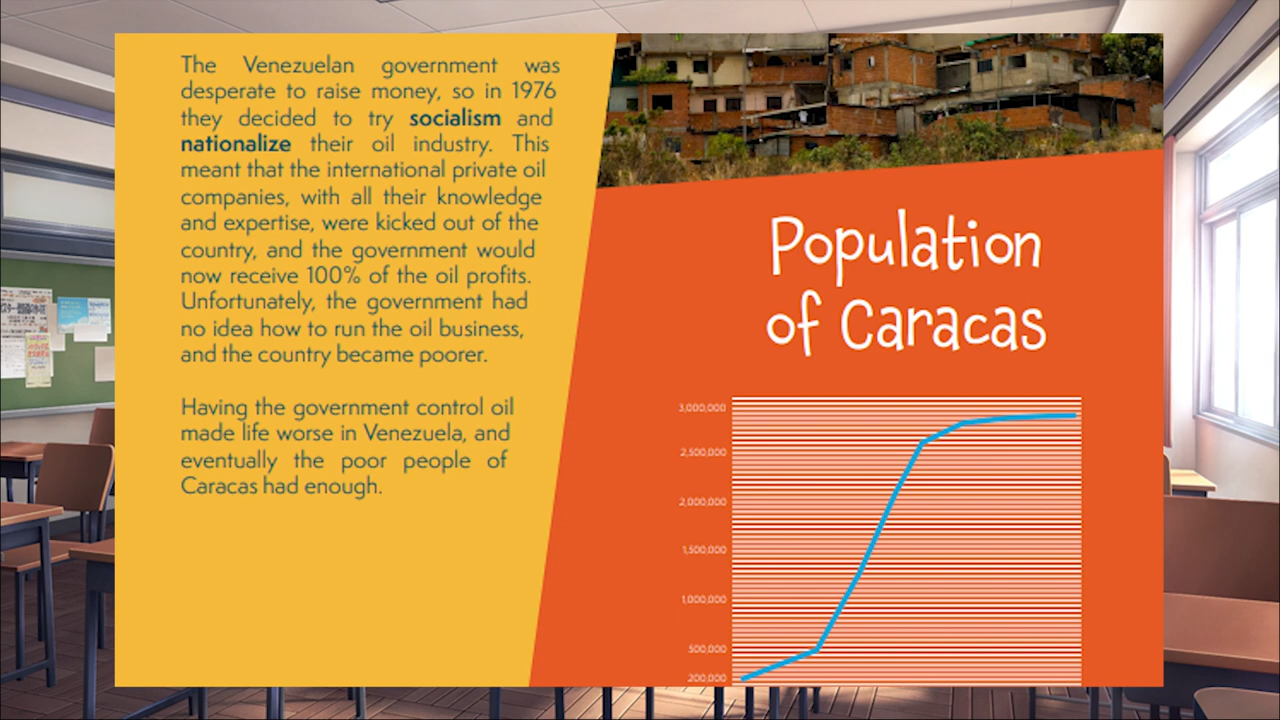 The Venezuelan government was
desperate to raise money, so in 1976
they decided to try socialism and
nationalize their oil industry. This
meant that the international private oil
companies, with all their knowledge
and expertise, were kicked out of the
country, and the government would
now receive 100% of the oil profits.
Unfortunately, the government had
no idea how to run the oil business,
and the country became poorer.
Having the government control oil
made life worse in Venezuela, and
eventually the poor people of
Caracas had enough.
Population
of Caracas
3,000,000
2,500,000
2,000,000
1,500,000
1,000,000
500,000
200,000